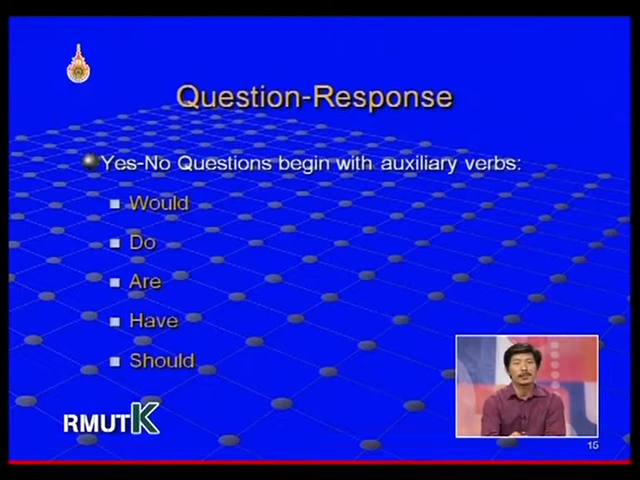 Question-Response
Yes-No Questions begin with auxiliary verbs:
Would
Do
Are
Have
Should
RMUTK
15